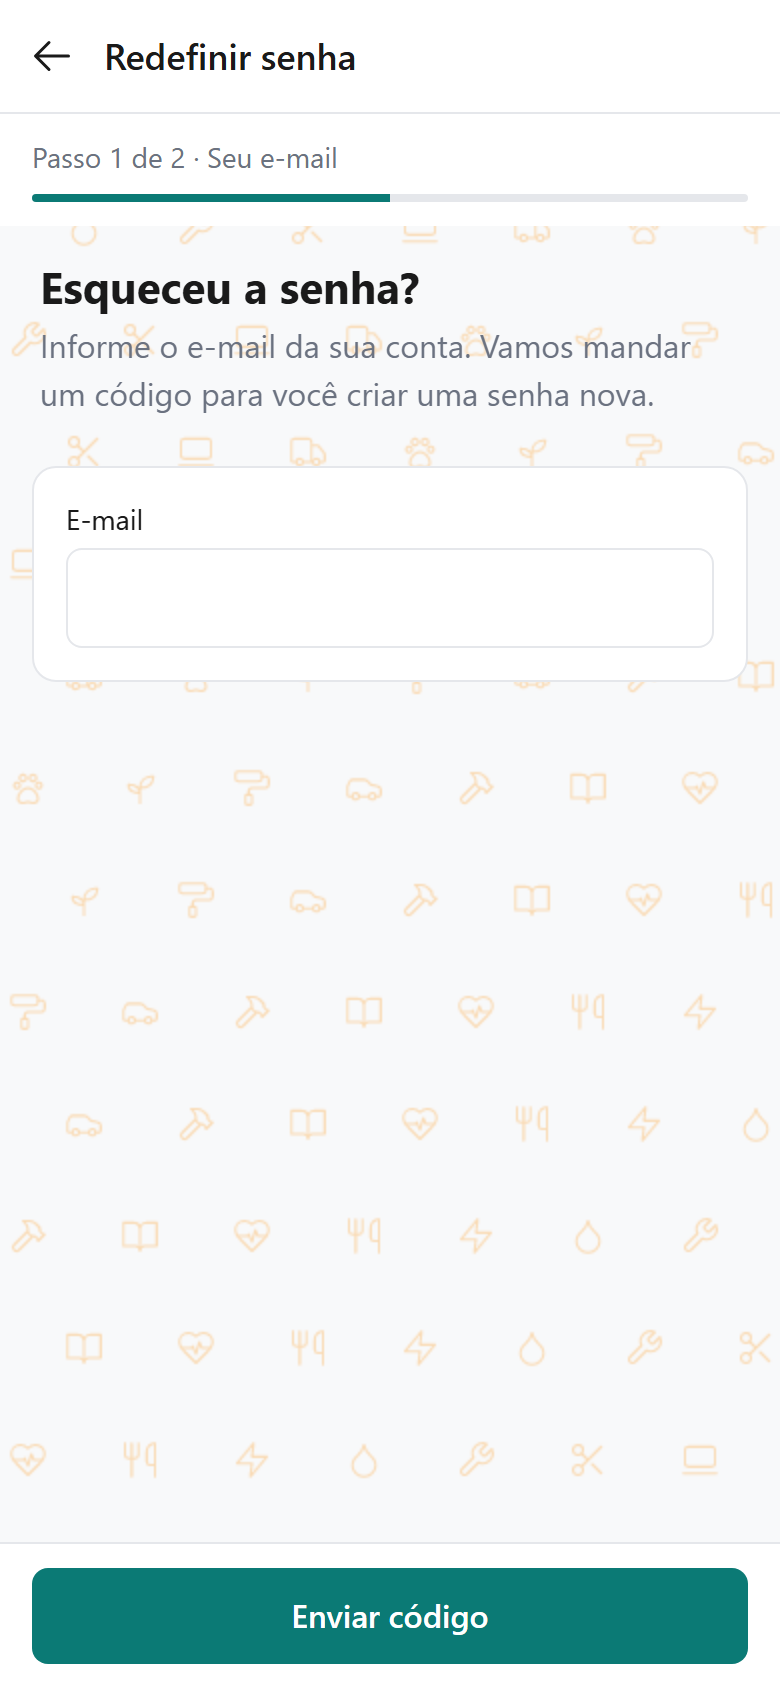 Redefinir senha
Passo 1 de 2 · Seu e-mail
Esqueceu a senha?
Informe o e-mail da sua conta. Vamos mandar
um código para você criar uma senha nova.
E-mail
Enviar código